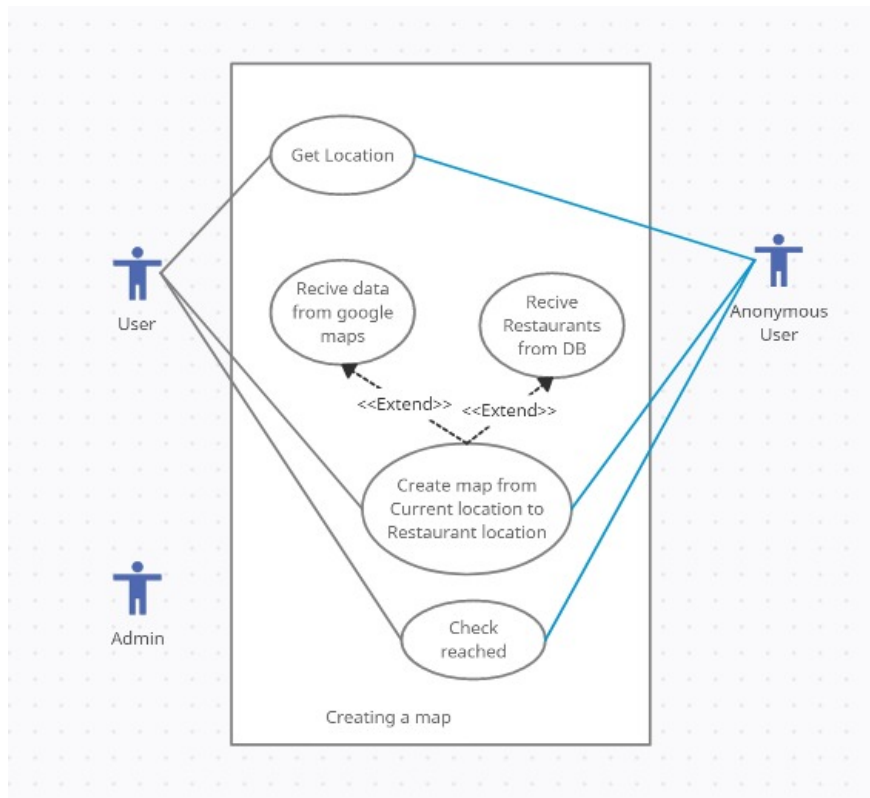 Get Location
User
Recive data
from google
maps
Recive
Restaurants
from DB
Anonymous
User
<<Extend>>
<<Extend>>
Create map from
Current location to
Restaurant location
Admin
Check
reached
Creating a map